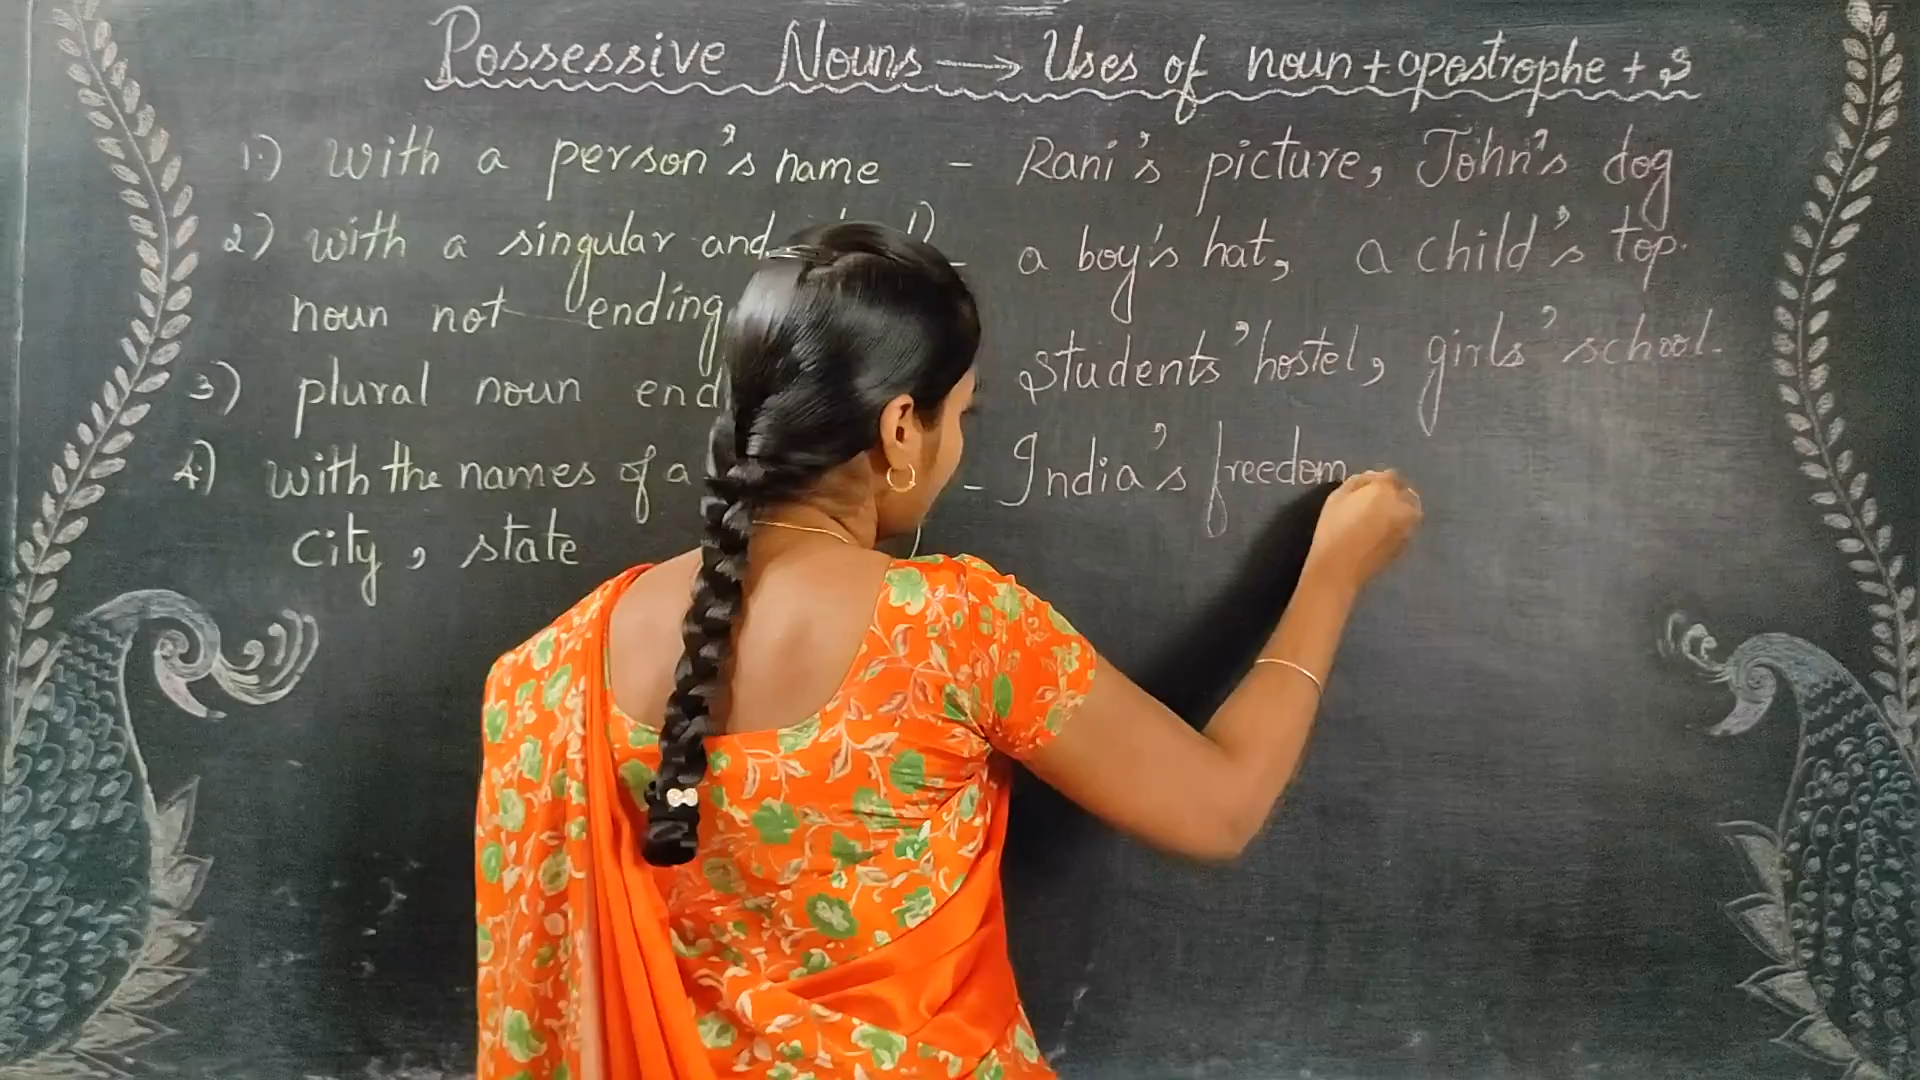 Possessive Nouns → Uses of noun + apostrophe + s
1.) with a person's name - Rani's picture, John's dog
2) with a singular and - a boy's hat, a child's top.
noun not ending
3) plural noun end students' hostel, girls' school.
4.) with the names of a - India's freedom
city, state